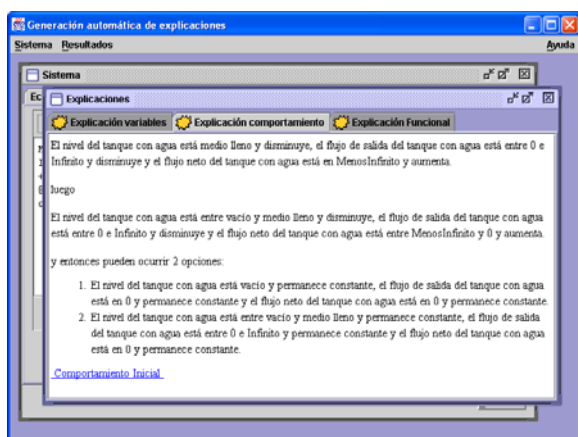 Generación automática de explicaciones
Sistema Resultados Ayuda
Sistema
Ec
Explicaciones
Explicación variables Explicación comportamiento Explicación Funcional
El nivel del tanque con agua está medio lleno y disminuye, el flujo de salida del tanque con agua está entre 0 e
Infinito y disminuye y el flujo neto del tanque con agua está en MenosInfinito y aumenta.
luego
El nivel del tanque con agua está entre vacío y medio lleno y disminuye, el flujo de salida del tanque con agua
está entre 0 e Infinito y disminuye y el flujo neto del tanque con agua está entre MenosInfinito y 0 y aumenta.
y entonces pueden ocurrir 2 opciones:
1. El nivel del tanque con agua está vacío y permanece constante, el flujo de salida del tanque con agua
está en 0 y permanece constante y el flujo neto del tanque con agua está en 0 y permanece constante.
2. El nivel del tanque con agua está entre vacío y medio lleno y permanece constante, el flujo de salida
del tanque con agua está entre 0 e Infinito y permanece constante y el flujo neto del tanque con agua
está en 0 y permanece constante.
Comportamiento Inicial